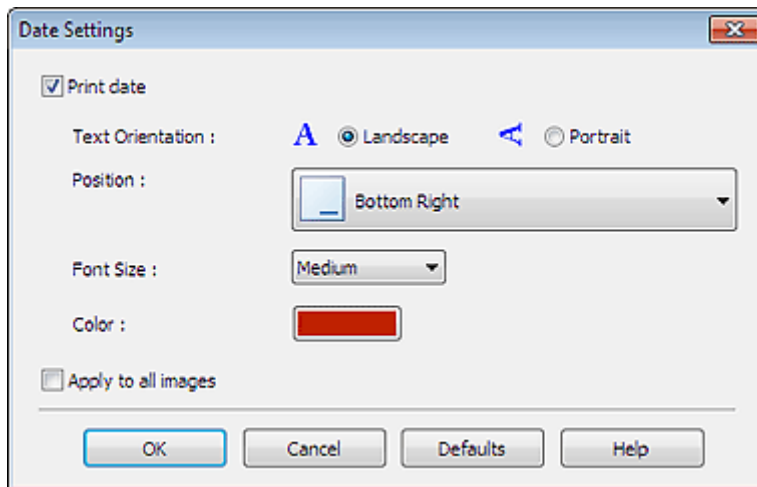 Date Settings
Print date
Text Orientation : A Landscape A Portrait
Position : Bottom Right
Font Size : Medium
Color :
Apply to all images
OK Cancel Defaults Help